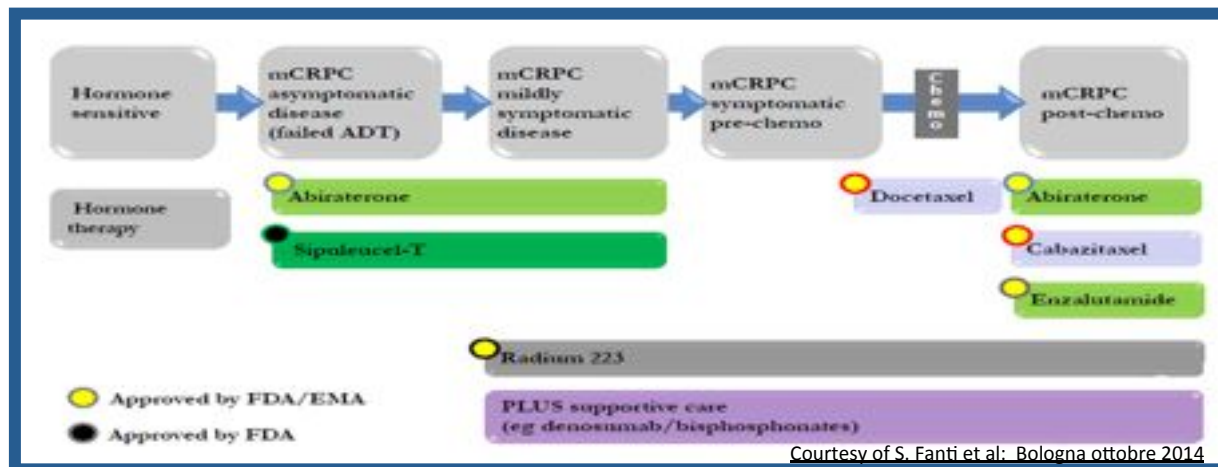 Hormone
sensitive
mCRPC
asymptomatic
disease
(failed ADT)
mCRPC
mildly
symptomatic
disease
mCRPC
symptomatic
pre-chemo
Chemo
mCRPC
post-chemo
Hormone
therapy
Abiraterone
Docetaxel
Abiraterone
Sipuleucel-T
Cabazitaxel
Enzalutamide
Radium 223
Approved by FDA/EMA
Approved by FDA
PLUS supportive care
(eg denosumab/bisphosphonates)
Courtesy of S. Fanti et al: Bologna ottobre 2014